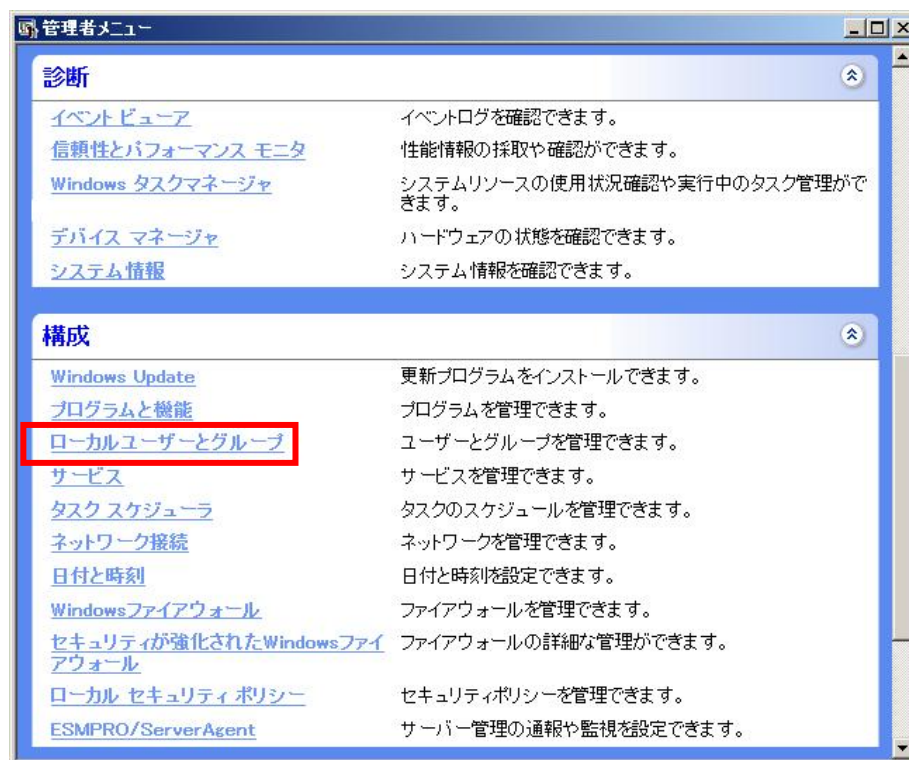 管理者メニュー
診断
イベント ビューア イベントログを確認できます。
信頼性とパフォーマンス モニタ 性能情報の採取や確認ができます。
Windows タスクマネージャ システムリソースの使用状況確認や実行中のタスク管理がで
きます。
デバイス マネージャ ハードウェアの状態を確認できます。
システム情報 システム情報を確認できます。
構成
Windows Update 更新プログラムをインストールできます。
プログラムと機能 プログラムを管理できます。
ローカルユーザーとグループ ユーザーとグループを管理できます。
サービス サービスを管理できます。
タスク スケジューラ タスクのスケジュールを管理できます。
ネットワーク接続 ネットワークを管理できます。
日付と時刻 日付と時刻を設定できます。
Windowsファイアウォール ファイアウォールを管理できます。
セキュリティが強化されたWindowsファイ ファイアウォールの詳細な管理ができます。
アウォール
ローカル セキュリティ ポリシー セキュリティポリシーを管理できます。
ESMPRO/ServerAgent サーバー管理の通報や監視を設定できます。